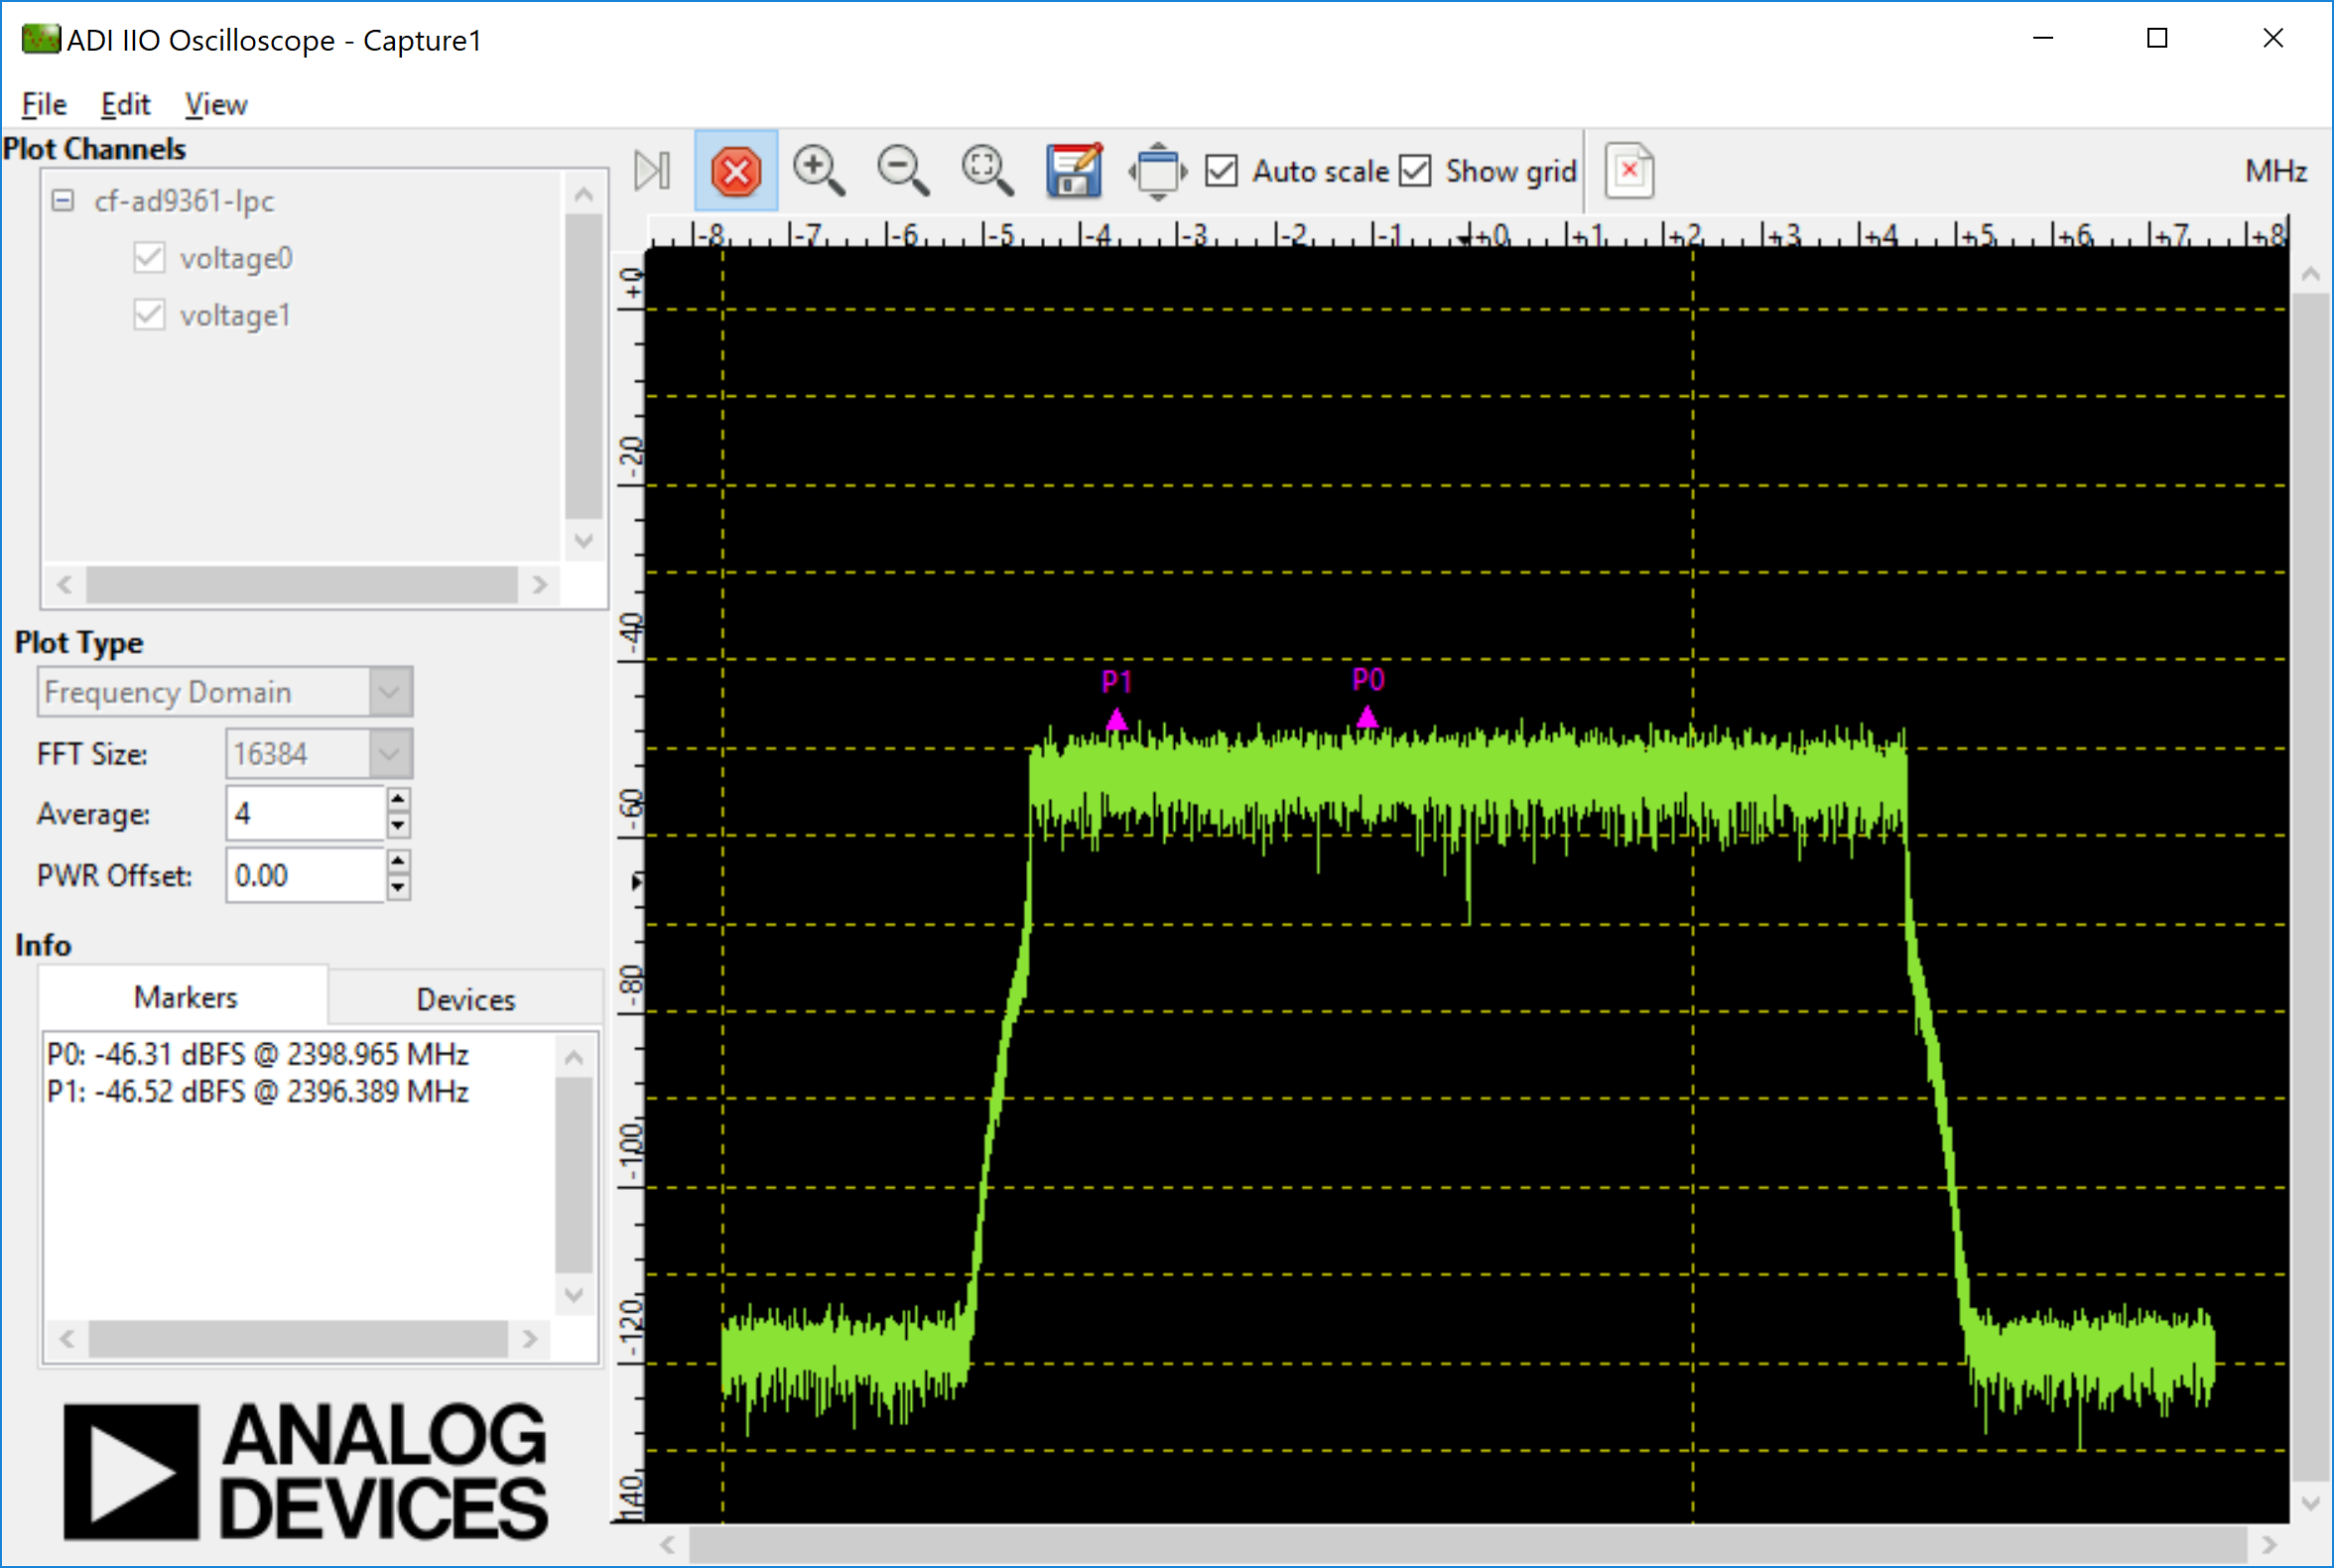 ADI IIO Oscilloscope - Capture1
File Edit View
Plot Channels
cf-ad9361-lpc
voltage0
voltage1
Auto scale Show grid MHz
-8 -7 -6 -5 -4 -3 -2 -1 +0 +1 +2 +3 +4 +5 +6 +7 +8
+0
-20
-40
-60
-80
-100
-120
-140
P1 P0
Plot Type
Frequency Domain
FFT Size: 16384
Average: 4
PWR Offset: 0.00
Info
Markers Devices
P0: -46.31 dBFS @ 2398.965 MHz
P1: -46.52 dBFS @ 2396.389 MHz
ANALOG
DEVICES